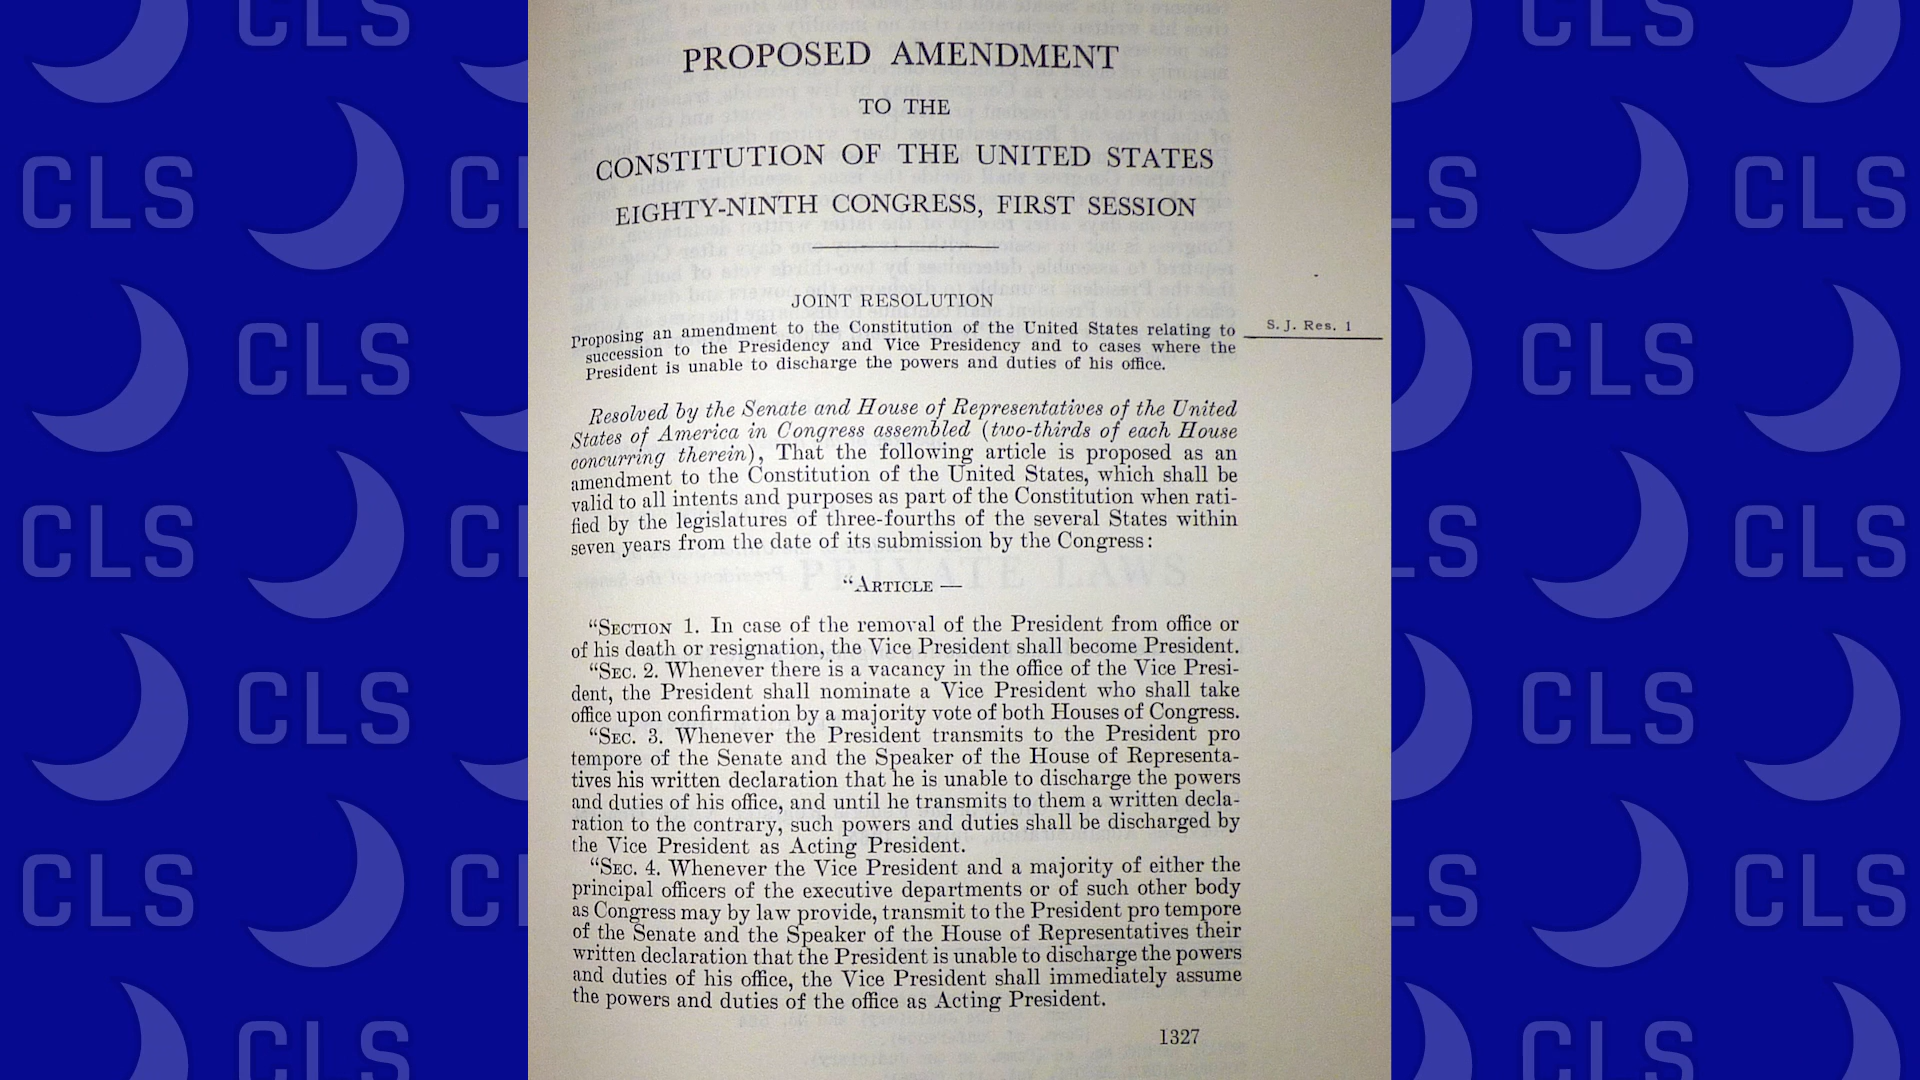 PROPOSED AMENDMENT
TO THE
CONSTITUTION OF THE UNITED STATES
EIGHTY-NINTH CONGRESS, FIRST SESSION
JOINT RESOLUTION
Proposing an amendment to the Constitution of the United States relating to
succession to the Presidency and Vice Presidency and to cases where the
President is unable to discharge the powers and duties of his office.
S. J. Res. 1
Resolved by the Senate and House of Representatives of the United
States of America in Congress assembled (two-thirds of each House
concurring therein), That the following article is proposed as an
amendment to the Constitution of the United States, which shall be
valid to all intents and purposes as part of the Constitution when rati-
fied by the legislatures of three-fourths of the several States within
seven years from the date of its submission by the Congress:
“ARTICLE —
“SECTION 1. In case of the removal of the President from office or
of his death or resignation, the Vice President shall become President.
“SEC. 2. Whenever there is a vacancy in the office of the Vice Presi-
dent, the President shall nominate a Vice President who shall take
office upon confirmation by a majority vote of both Houses of Congress.
“SEC. 3. Whenever the President transmits to the President pro
tempore of the Senate and the Speaker of the House of Representa-
tives his written declaration that he is unable to discharge the powers
and duties of his office, and until he transmits to them a written decla-
ration to the contrary, such powers and duties shall be discharged by
the Vice President as Acting President.
“SEC. 4. Whenever the Vice President and a majority of either the
principal officers of the executive departments or of such other body
as Congress may by law provide, transmit to the President pro tempore
of the Senate and the Speaker of the House of Representatives their
written declaration that the President is unable to discharge the powers
and duties of his office, the Vice President shall immediately assume
the powers and duties of the office as Acting President.
1327
CLS
CLS
CLS
CLS
CLS
CLS
CLS
CLS
CLS
CLS
CLS
CLS
CLS
CLS